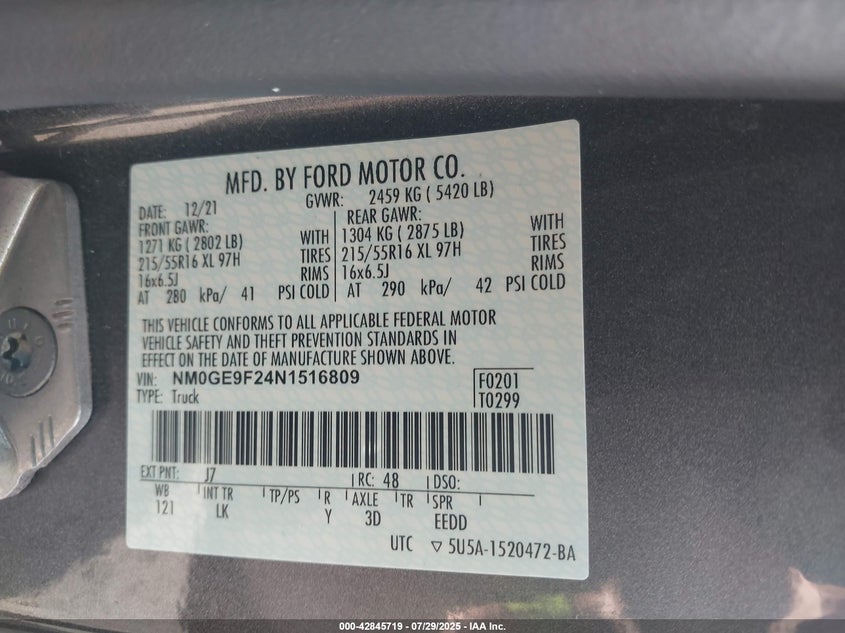 MFD. BY FORD MOTOR CO.
DATE: 12/21 GVWR: 2459 KG ( 5420 LB)
FRONT GAWR: REAR GAWR:
1271 KG ( 2802 LB) WITH 1304 KG ( 2875 LB) WITH
215/55R16 XL 97H TIRES 215/55R16 XL 97H TIRES
16x6.5J RIMS 16x6.5J RIMS
AT 280 kPa/ 41 PSI COLD AT 290 kPa/ 42 PSI COLD
THIS VEHICLE CONFORMS TO ALL APPLICABLE FEDERAL MOTOR
VEHICLE SAFETY AND THEFT PREVENTION STANDARDS IN
EFFECT ON THE DATE OF MANUFACTURE SHOWN ABOVE.
VIN: NM0GE9F24N1516809 F0201
TYPE: Truck T0299
EXT PNT: J7 RC: 48 DSO:
WB INT TR TP/PS R AXLE TR SPR
121 LK Y 3D EEDD
UTC ▽ 5U5A-1520472-BA
000-42845719 / 07/29/2025 - IAA Inc.